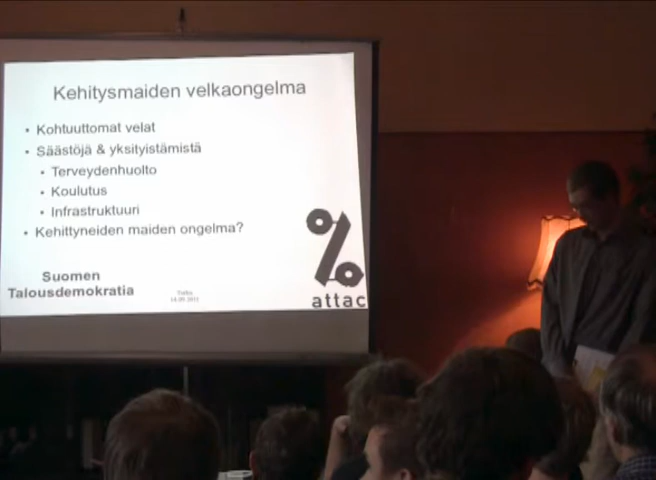 Kehitysmaiden velkaongelma
• Kohtuuttomat velat
• Säästöjä & yksityistämistä
• Terveydenhuolto
• Koulutus
• Infrastruktuuri
• Kehittyneiden maiden ongelma?
Suomen
Talousdemokratia
%
attac